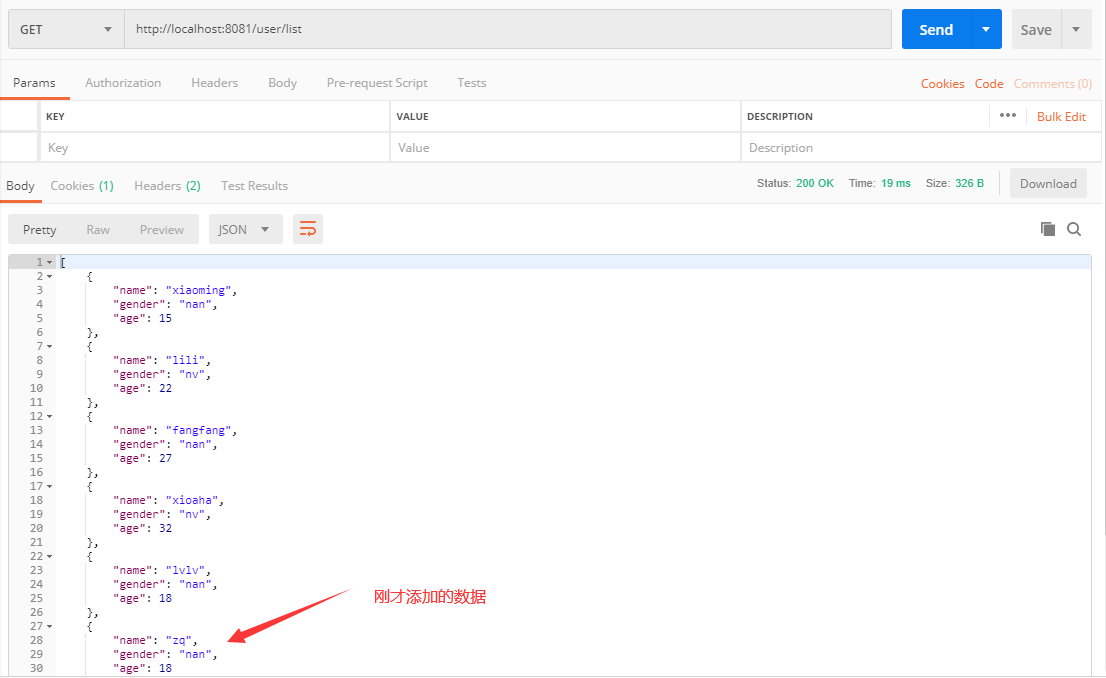 GET http://localhost:8081/user/list Send Save
Params Authorization Headers Body Pre-request Script Tests Cookies Code Comments (0)
KEY VALUE DESCRIPTION ••• Bulk Edit
Key Value Description
Body Cookies (1) Headers (2) Test Results Status: 200 OK Time: 19 ms Size: 326 B Download
Pretty Raw Preview JSON
1 [
2 {
3 "name": "xiaoming",
4 "gender": "nan",
5 "age": 15
6 },
7 {
8 "name": "lili",
9 "gender": "nv",
10 "age": 22
11 },
12 {
13 "name": "fangfang",
14 "gender": "nan",
15 "age": 27
16 },
17 {
18 "name": "xioaha",
19 "gender": "nv",
20 "age": 32
21 },
22 {
23 "name": "lvlv",
24 "gender": "nan",
25 "age": 18
刚才添加的数据
26 },
27 {
28 "name": "zq",
29 "gender": "nan",
30 "age": 18